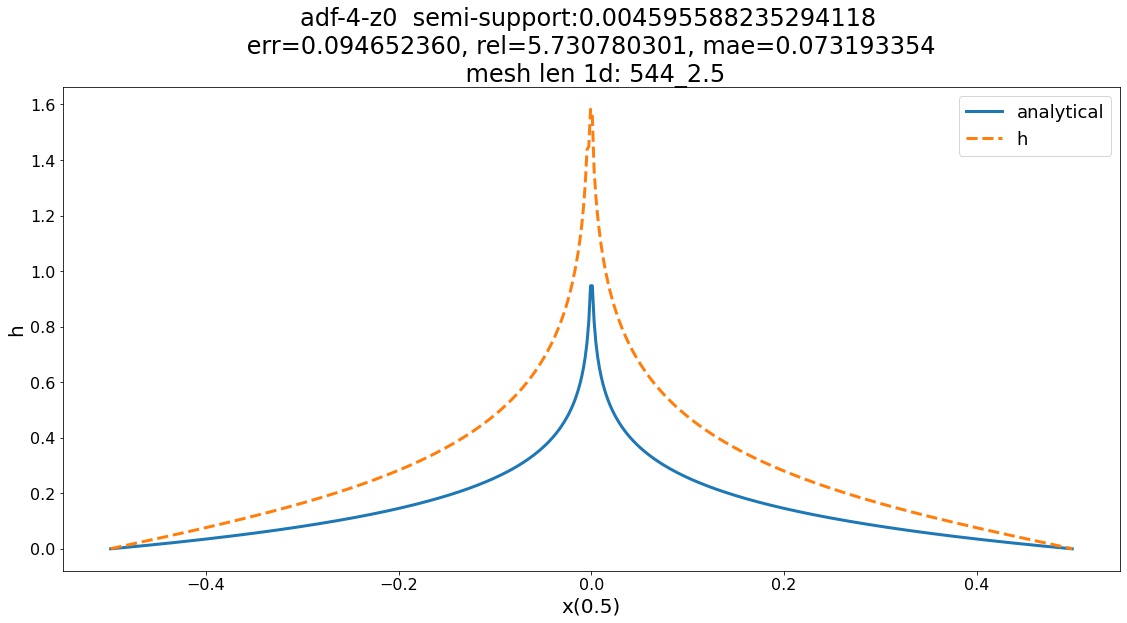 adf-4-z0  semi-support:0.004595588235294118
err=0.094652360, rel=5.730780301, mae=0.073193354
mesh len 1d: 544_2.5
analytical
h
1.6
1.4
1.2
1.0
0.8
0.6
0.4
0.2
0.0
h
−0.4
−0.2
0.0
0.2
0.4
x(0.5)